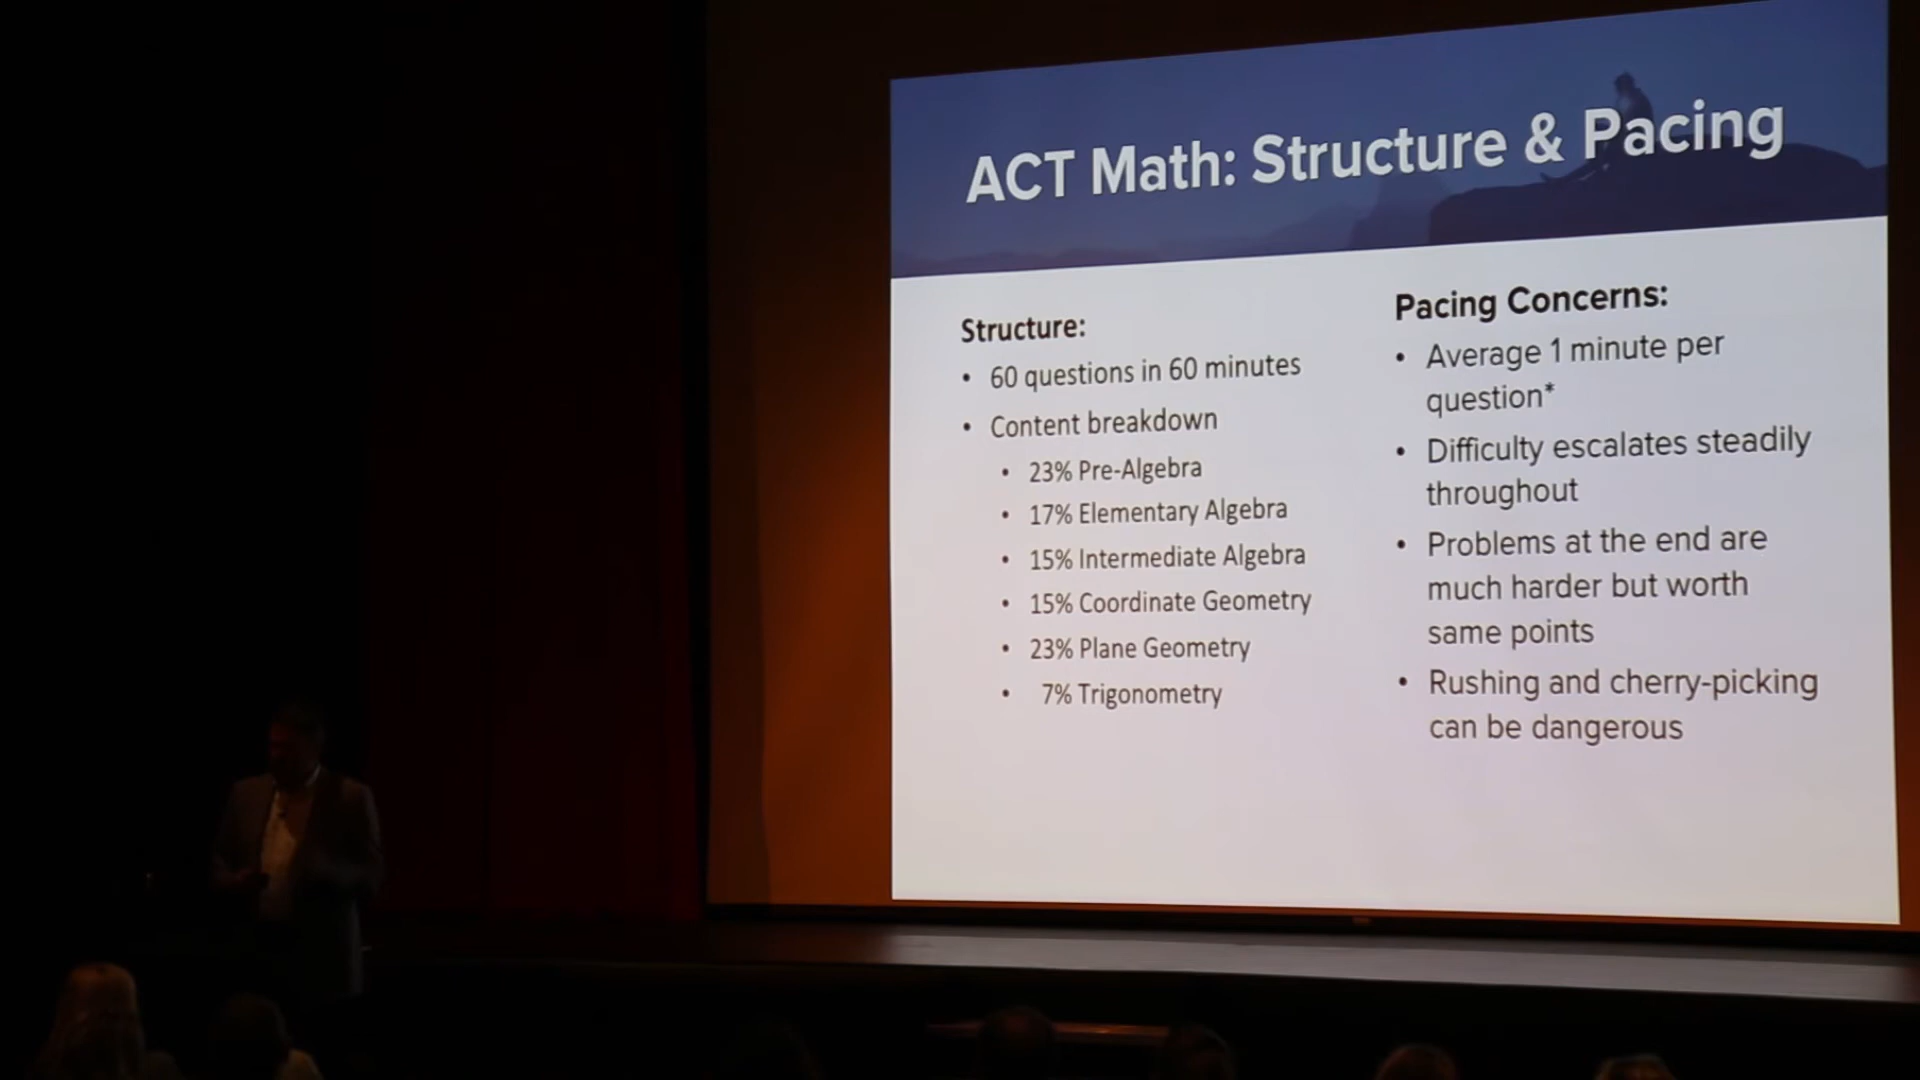 ACT Math: Structure & Pacing
Structure:
• 60 questions in 60 minutes
• Content breakdown
• 23% Pre-Algebra
• 17% Elementary Algebra
• 15% Intermediate Algebra
• 15% Coordinate Geometry
• 23% Plane Geometry
• 7% Trigonometry
Pacing Concerns:
• Average 1 minute per
question*
• Difficulty escalates steadily
throughout
• Problems at the end are
much harder but worth
same points
• Rushing and cherry-picking
can be dangerous